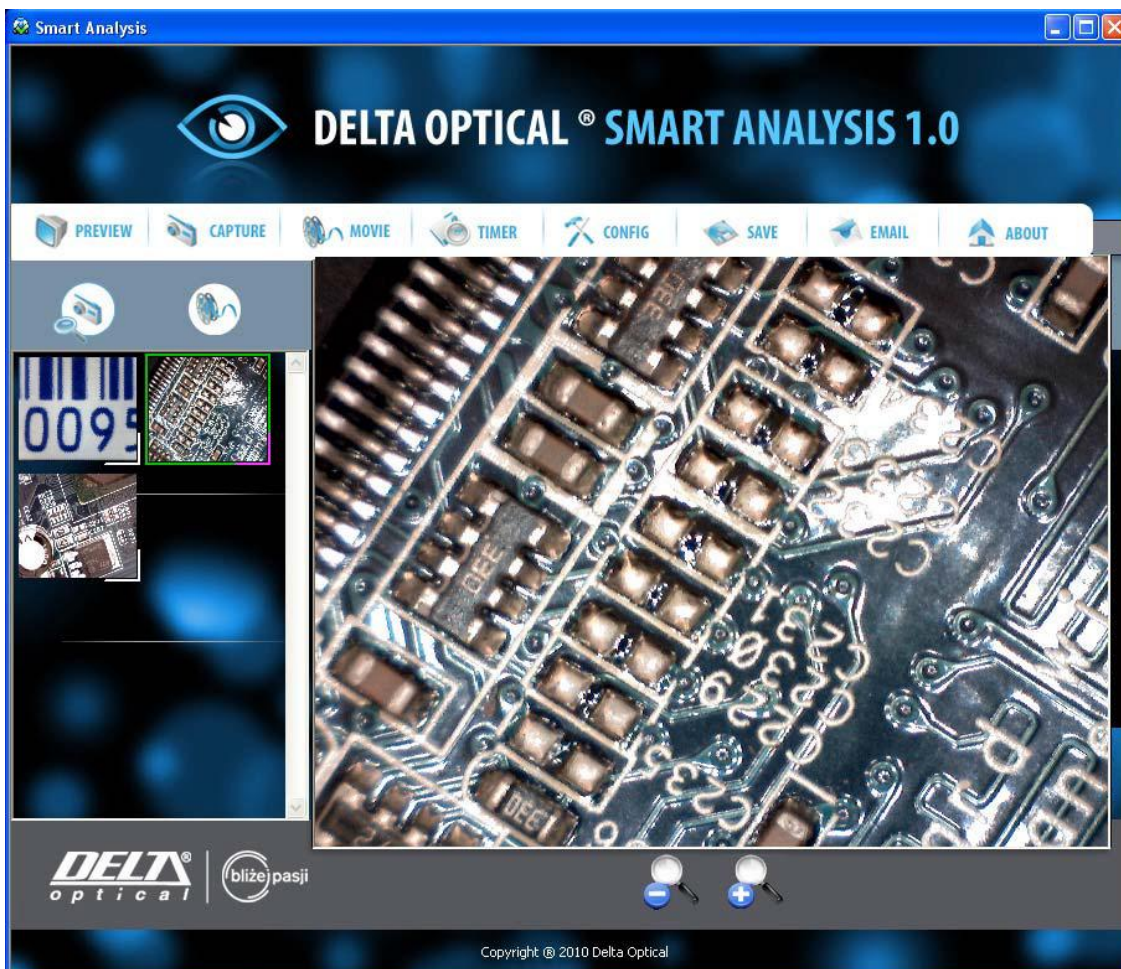 Smart Analysis
DELTA OPTICAL ® SMART ANALYSIS 1.0
PREVIEW CAPTURE MOVIE TIMER CONFIG SAVE EMAIL ABOUT
0095
330
DELTA® optical bliżej pasji
Copyright ® 2010 Delta Optical